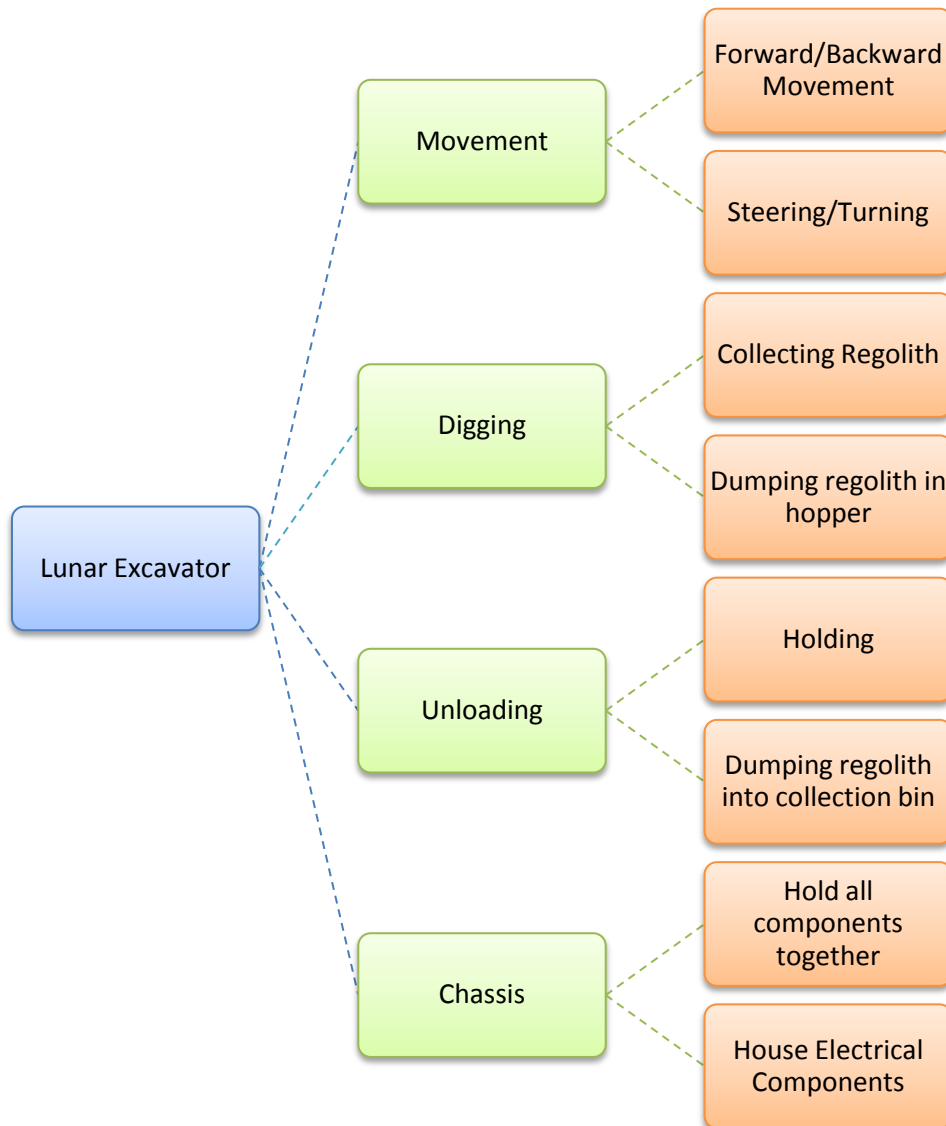 Forward/Backward
Movement
Movement
Steering/Turning
Collecting Regolith
Digging
Dumping regolith in
hopper
Lunar Excavator
Holding
Unloading
Dumping regolith
into collection bin
Hold all
components
together
Chassis
House Electrical
Components